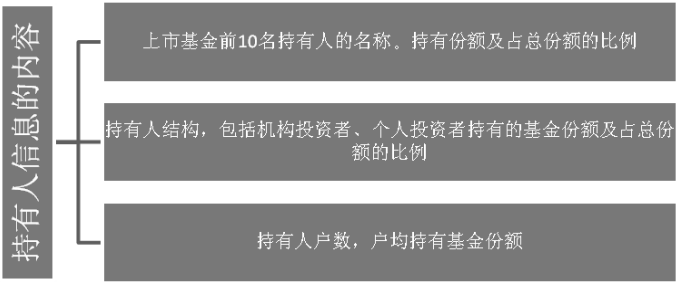 持有人信息的内容
上市基金前10名持有人的名称。持有份额及占总份额的比例
持有人结构，包括机构投资者、个人投资者持有的基金份额及占总份
额的比例
持有人户数，户均持有基金份额